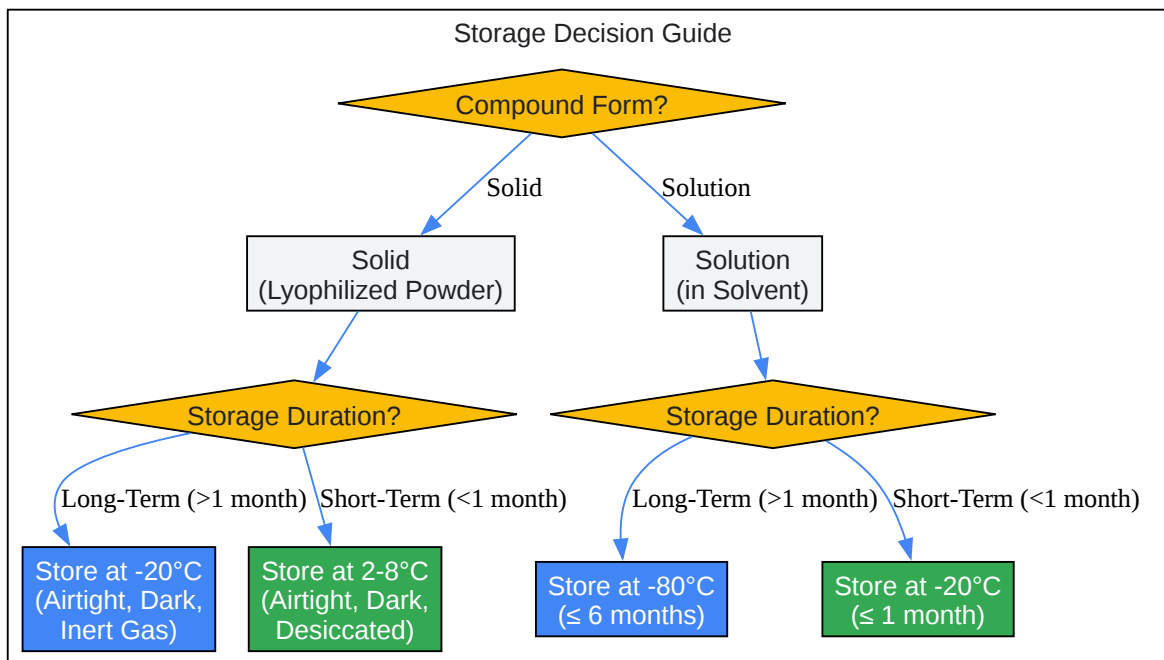 Storage Decision Guide
Compound Form?
Solid
Solution
Solid
(Lyophilized Powder)
Solution
(in Solvent)
Storage Duration?
Storage Duration?
Long-Term (>1 month)
Short-Term (<1 month)
Long-Term (>1 month)
Short-Term (<1 month)
Store at -20°C
(Airtight, Dark,
Inert Gas)
Store at 2-8°C
(Airtight, Dark,
Desiccated)
Store at -80°C
(≤ 6 months)
Store at -20°C
(≤ 1 month)